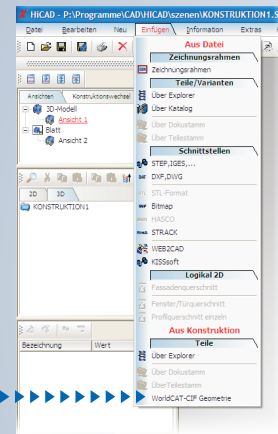 HiCAD - P:\Programme\CAD\HICAD\szenen\KONSTRUKTION1.S
Datei Bearbeiten Neu Einfügen Information Extras
Aus Datei
Zeichnungsrahmen
Zeichnungsrahmen
Teile/Varianten
Über Explorer
Über Katalog
Über Dokustamm
Über Teilestamm
Schnittstellen
STEP,IGES,...
DXF,DWG
STL-Format
Bitmap
HASCO
STRACK
WEB2CAD
KISSsoft
Logikal 2D
Fassadenquerschnitt
Fenster/Türquerschnitt
Profilquerschnitt einzeln
Aus Konstruktion
Teile
Über Explorer
Über Dokustamm
ÜberTeilestamm
WorldCAT-CIF Geometrie
Ansichten Konstruktionswechsel
3D-Modell
Ansicht 1
Blatt
Ansicht 2
2D 3D
KONSTRUKTION1
Bezeichnung Wert